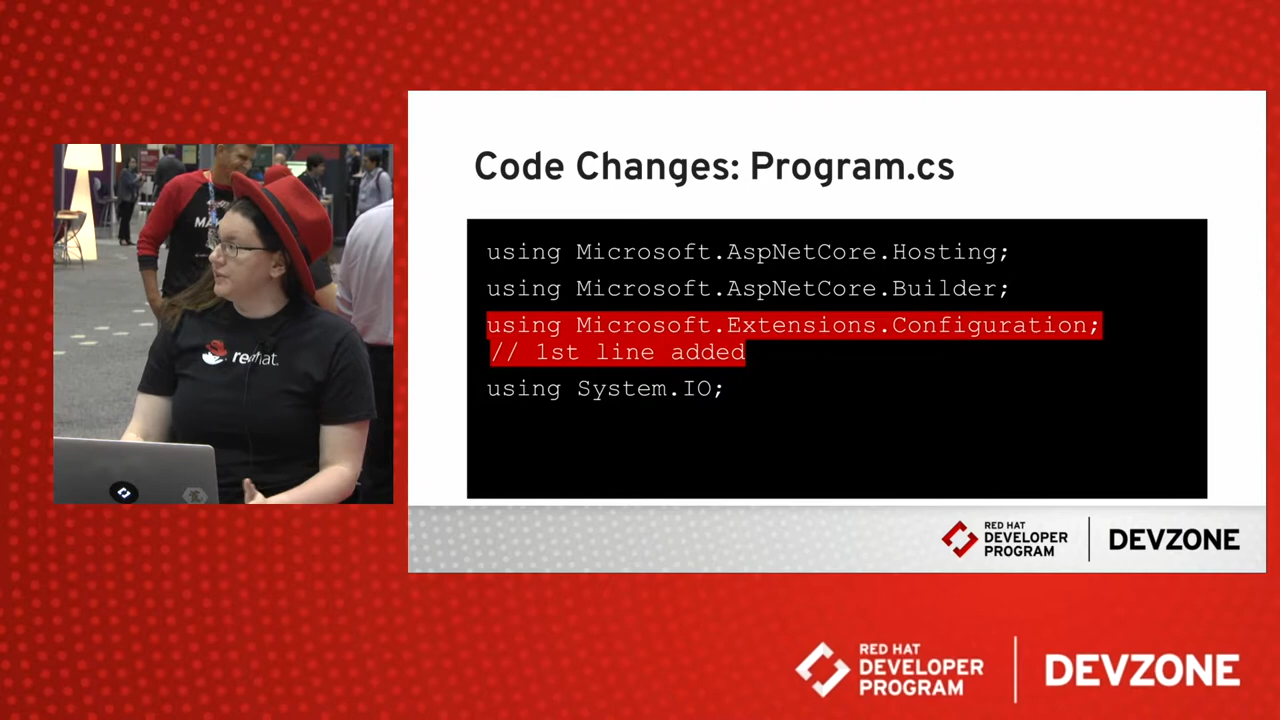 Code Changes: Program.cs
using Microsoft.AspNetCore.Hosting;
using Microsoft.AspNetCore.Builder;
using Microsoft.Extensions.Configuration;
// 1st line added
using System.IO;
RED HAT
DEVELOPER
PROGRAM
DEVZONE
redhat.
RED HAT
DEVELOPER
PROGRAM
DEVZONE